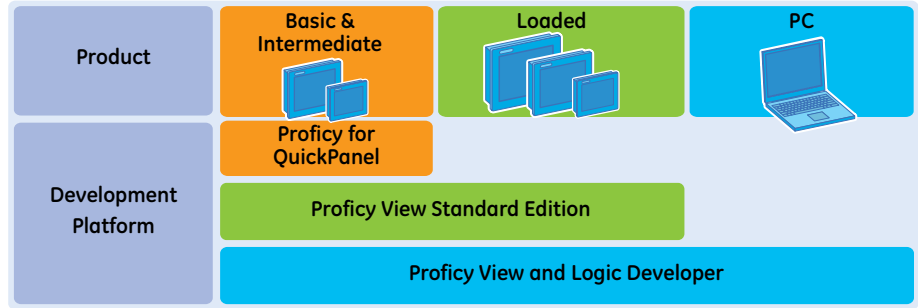 Product
Basic &
Intermediate
Loaded
PC
Development
Platform
Proficy for
QuickPanel
Proficy View Standard Edition
Proficy View and Logic Developer